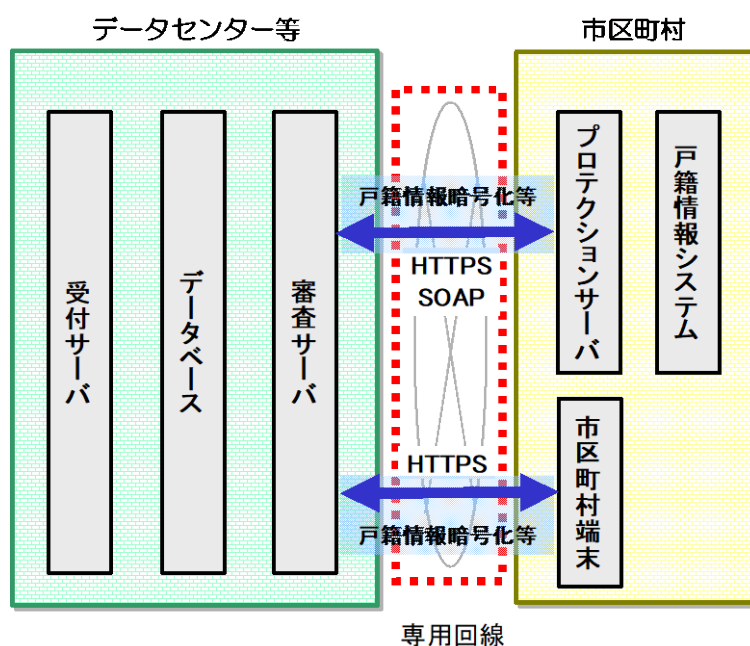 データセンター等
市区町村
受付サーバ
データベース
審査サーバ
戸籍情報暗号化等
HTTPS
SOAP
HTTPS
戸籍情報暗号化等
プロテクションサーバ
戸籍情報システム
市区町村端末
専用回線